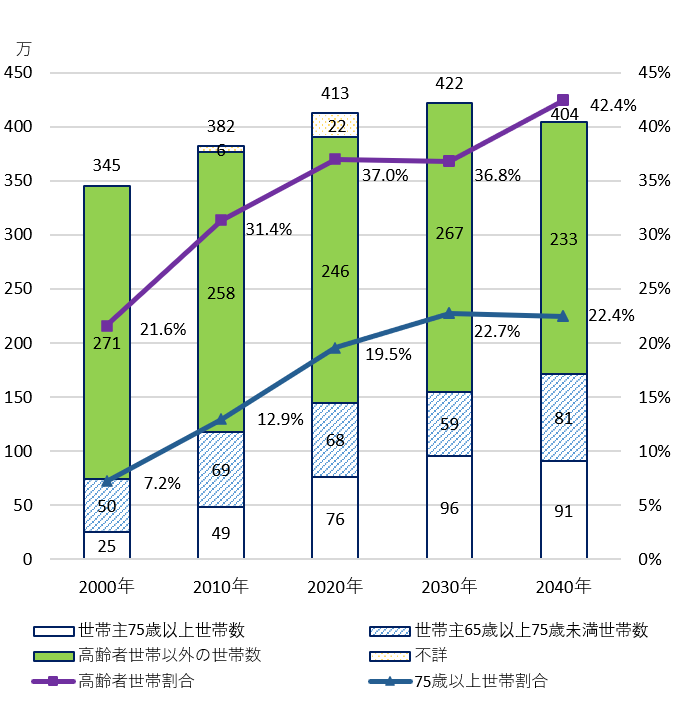 万
450 45%
400 40%
350 35%
300 30%
250 25%
200 20%
150 15%
100 10%
50 5%
0 0%
345 382 413 422 404
6 22
271 258 246 267 233
50 69 68 59 81
25 49 76 96 91
21.6% 31.4% 37.0% 36.8% 42.4%
7.2% 12.9% 19.5% 22.7% 22.4%
2000年 2010年 2020年 2030年 2040年
世帯主75歳以上世帯数 世帯主65歳以上75歳未満世帯数
高齢者世帯以外の世帯数 不詳
高齢者世帯割合 75歳以上世帯割合